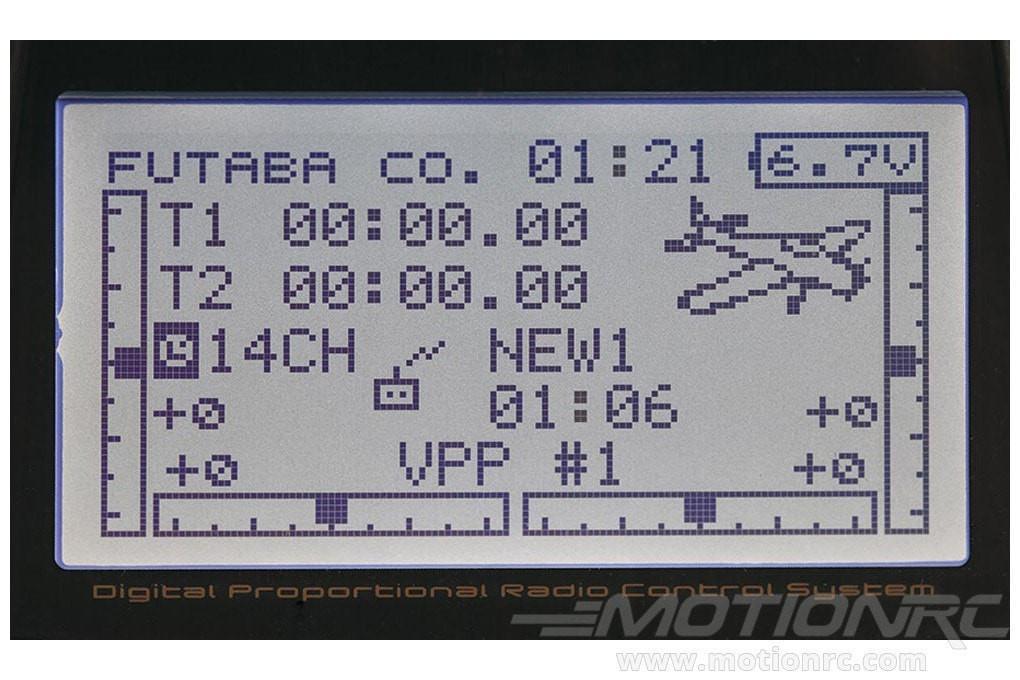 FUTABA CO. 01:21 6.7V
T1 00:00.00
T2 00:00.00
14CH NEW1
+0 01:06 +0
+0 VPP #1 +0
Digital Proportional Radio Control System
MOTIONRC
www.motionrc.com